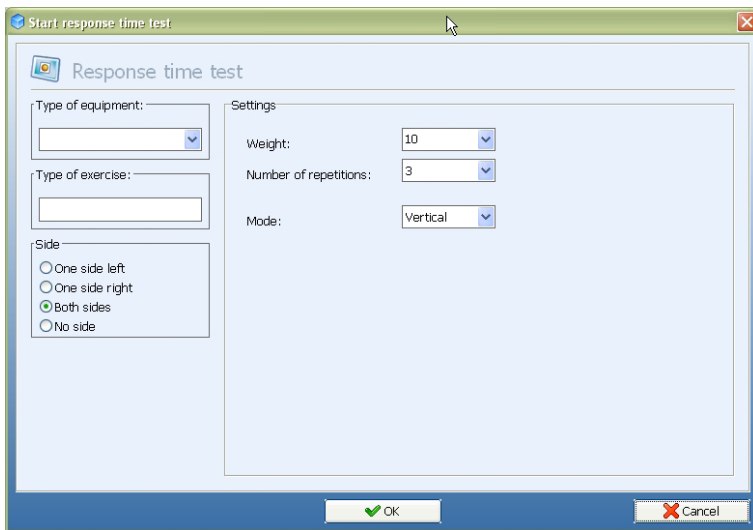 Start response time test
Response time test
Type of equipment:
Type of exercise:
Side
One side left
One side right
Both sides
No side
Settings
Weight: 10
Number of repetitions: 3
Mode: Vertical
OK
Cancel